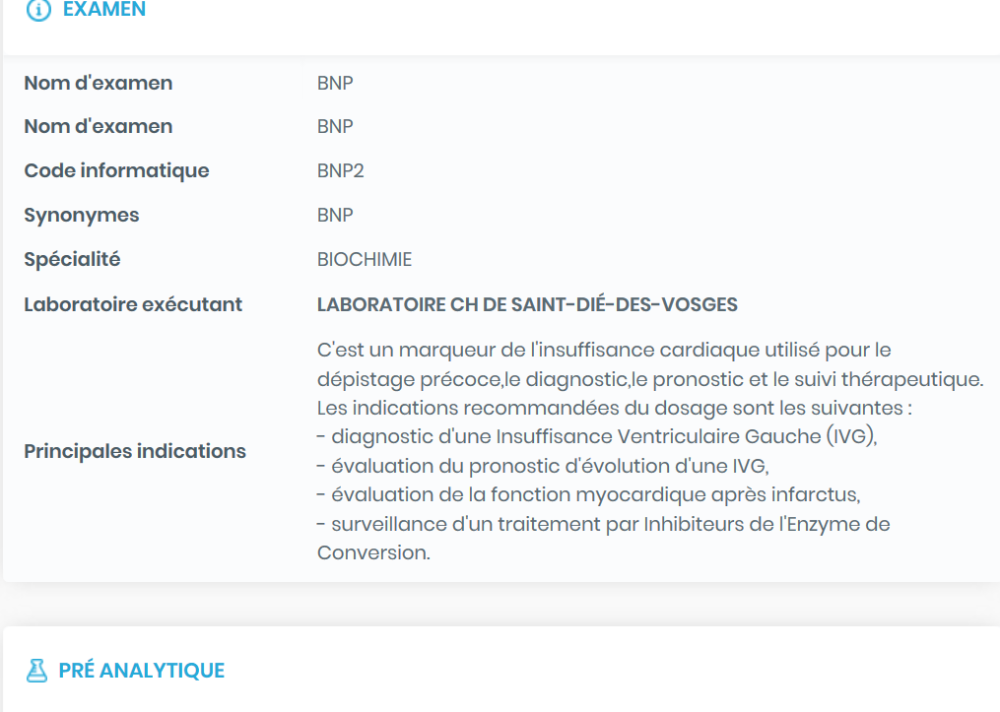 EXAMEN
Nom d'examen BNP
Nom d'examen BNP
Code informatique BNP2
Synonymes BNP
Spécialité BIOCHIMIE
Laboratoire exécutant LABORATOIRE CH DE SAINT-DIÉ-DES-VOSGES
Principales indications
C'est un marqueur de l'insuffisance cardiaque utilisé pour le
dépistage précoce,le diagnostic,le pronostic et le suivi thérapeutique.
Les indications recommandées du dosage sont les suivantes :
- diagnostic d'une Insuffisance Ventriculaire Gauche (IVG),
- évaluation du pronostic d'évolution d'une IVG,
- évaluation de la fonction myocardique après infarctus,
- surveillance d'un traitement par Inhibiteurs de l'Enzyme de
Conversion.
PRÉ ANALYTIQUE